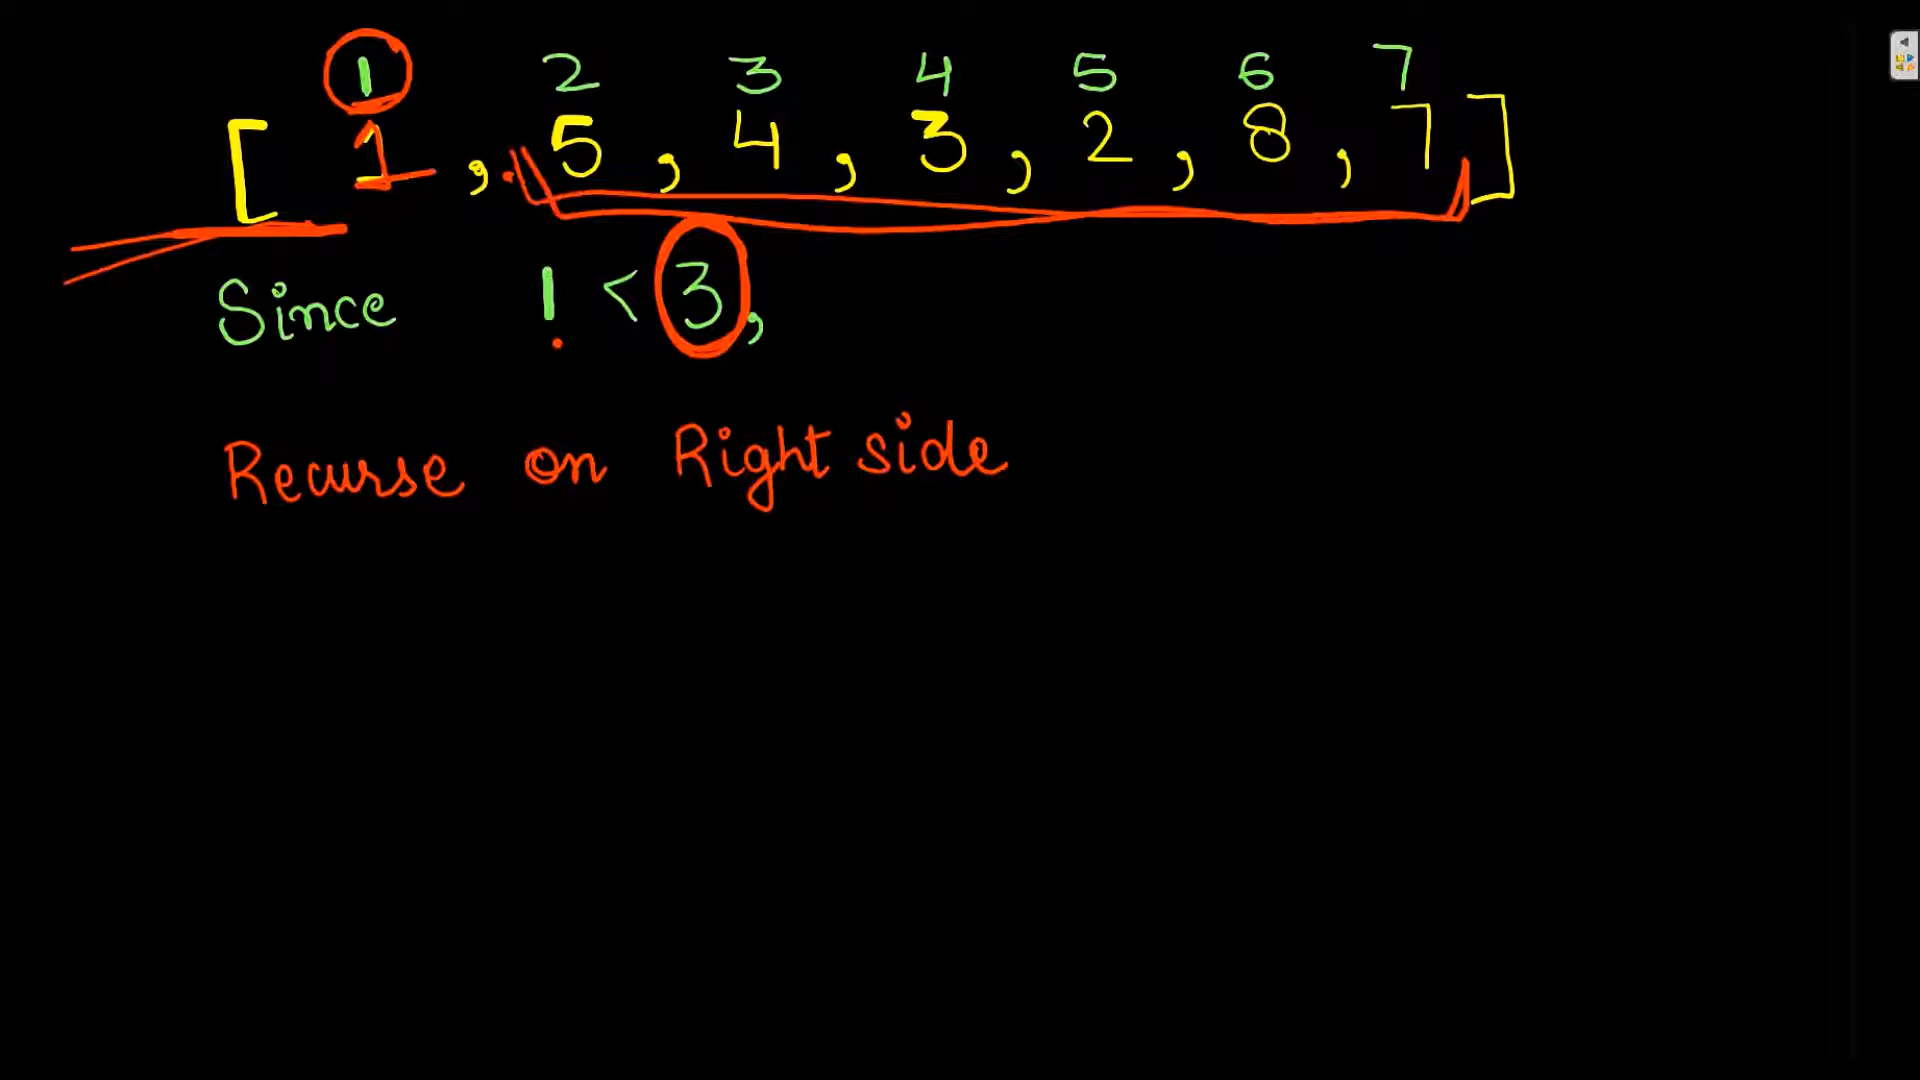 1 2 3 4 5 6 7
[ 1 , 5 , 4 , 3 , 2 , 8 , 7 ]
Since 1 < 3,
Recurse on Right side